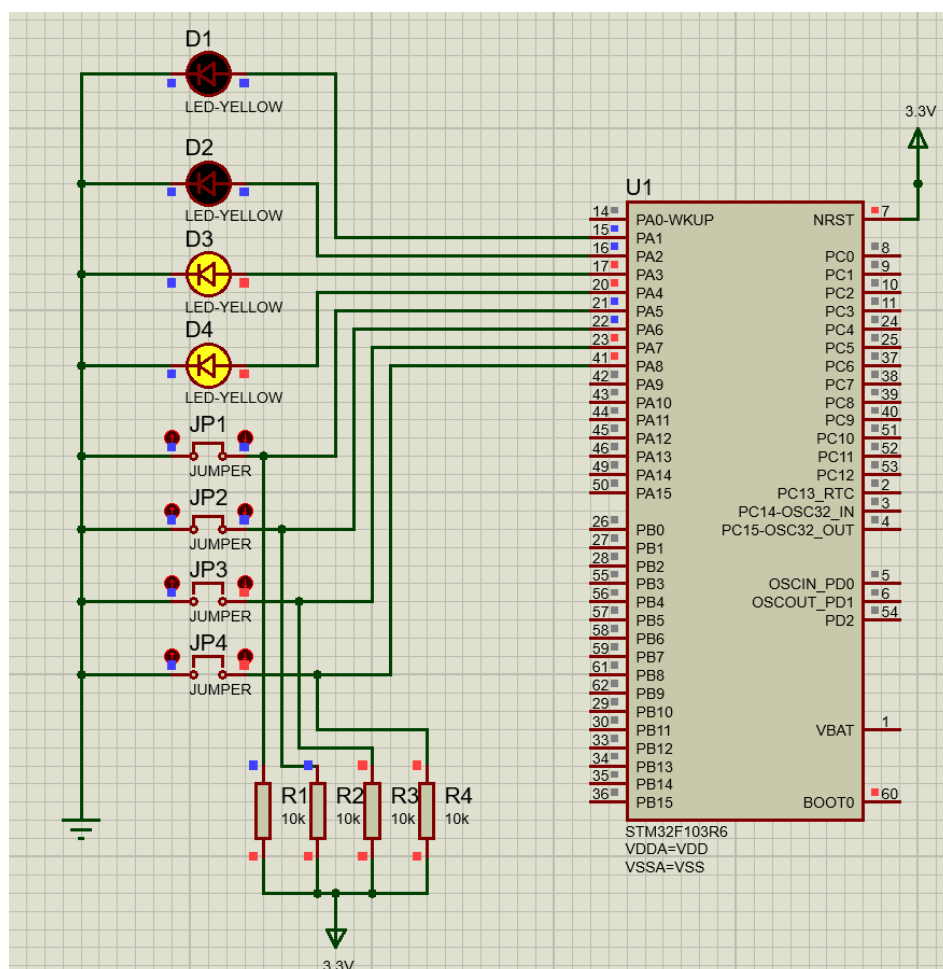 D1
LED-YELLOW
D2
LED-YELLOW
D3
LED-YELLOW
D4
LED-YELLOW
JP1
JUMPER
JP2
JUMPER
JP3
JUMPER
JP4
JUMPER
R1
10k
R2
10k
R3
10k
R4
10k
3.3V
3.3V
U1
14 PA0-WKUP NRST 7
15 PA1
16 PA2 PC0 8
17 PA3 PC1 9
20 PA4 PC2 10
21 PA5 PC3 11
22 PA6 PC4 24
23 PA7 PC5 25
41 PA8 PC6 37
42 PA9 PC7 38
43 PA10 PC8 39
44 PA11 PC9 40
45 PA12 PC10 51
46 PA13 PC11 52
49 PA14 PC12 53
50 PA15 PC13_RTC 2
PC14-OSC32_IN 3
26 PB0 PC15-OSC32_OUT 4
27 PB1
28 PB2
55 PB3 OSCIN_PD0 5
56 PB4 OSCOUT_PD1 6
57 PB5 PD2 54
58 PB6
59 PB7
61 PB8
62 PB9
29 PB10
30 PB11 VBAT 1
33 PB12
34 PB13
35 PB14
36 PB15 BOOT0 60
STM32F103R6
VDDA=VDD
VSSA=VSS